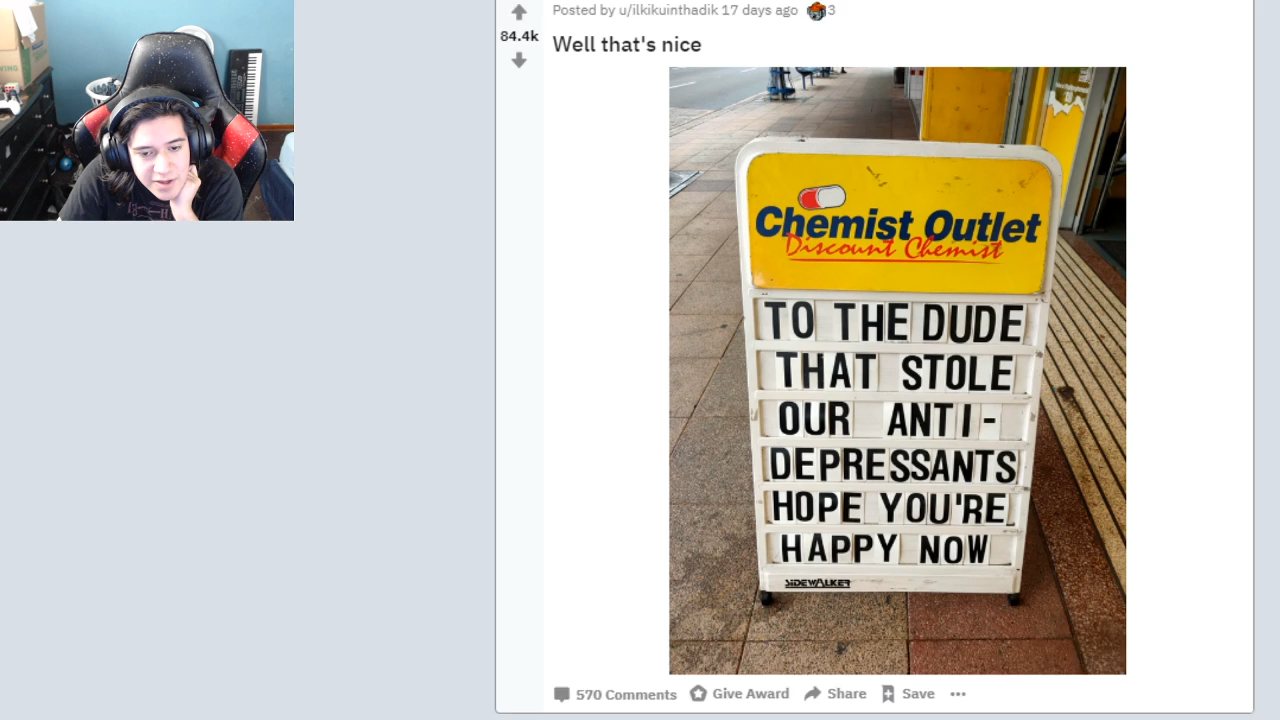 Posted by u/ilkikuinthadik 17 days ago 3
84.4k
Well that's nice
Chemist Outlet
Discount Chemist
TO THE DUDE
THAT STOLE
OUR ANTI-
DEPRESSANTS
HOPE YOU'RE
HAPPY NOW
SIDEWALKER
570 Comments Give Award Share Save